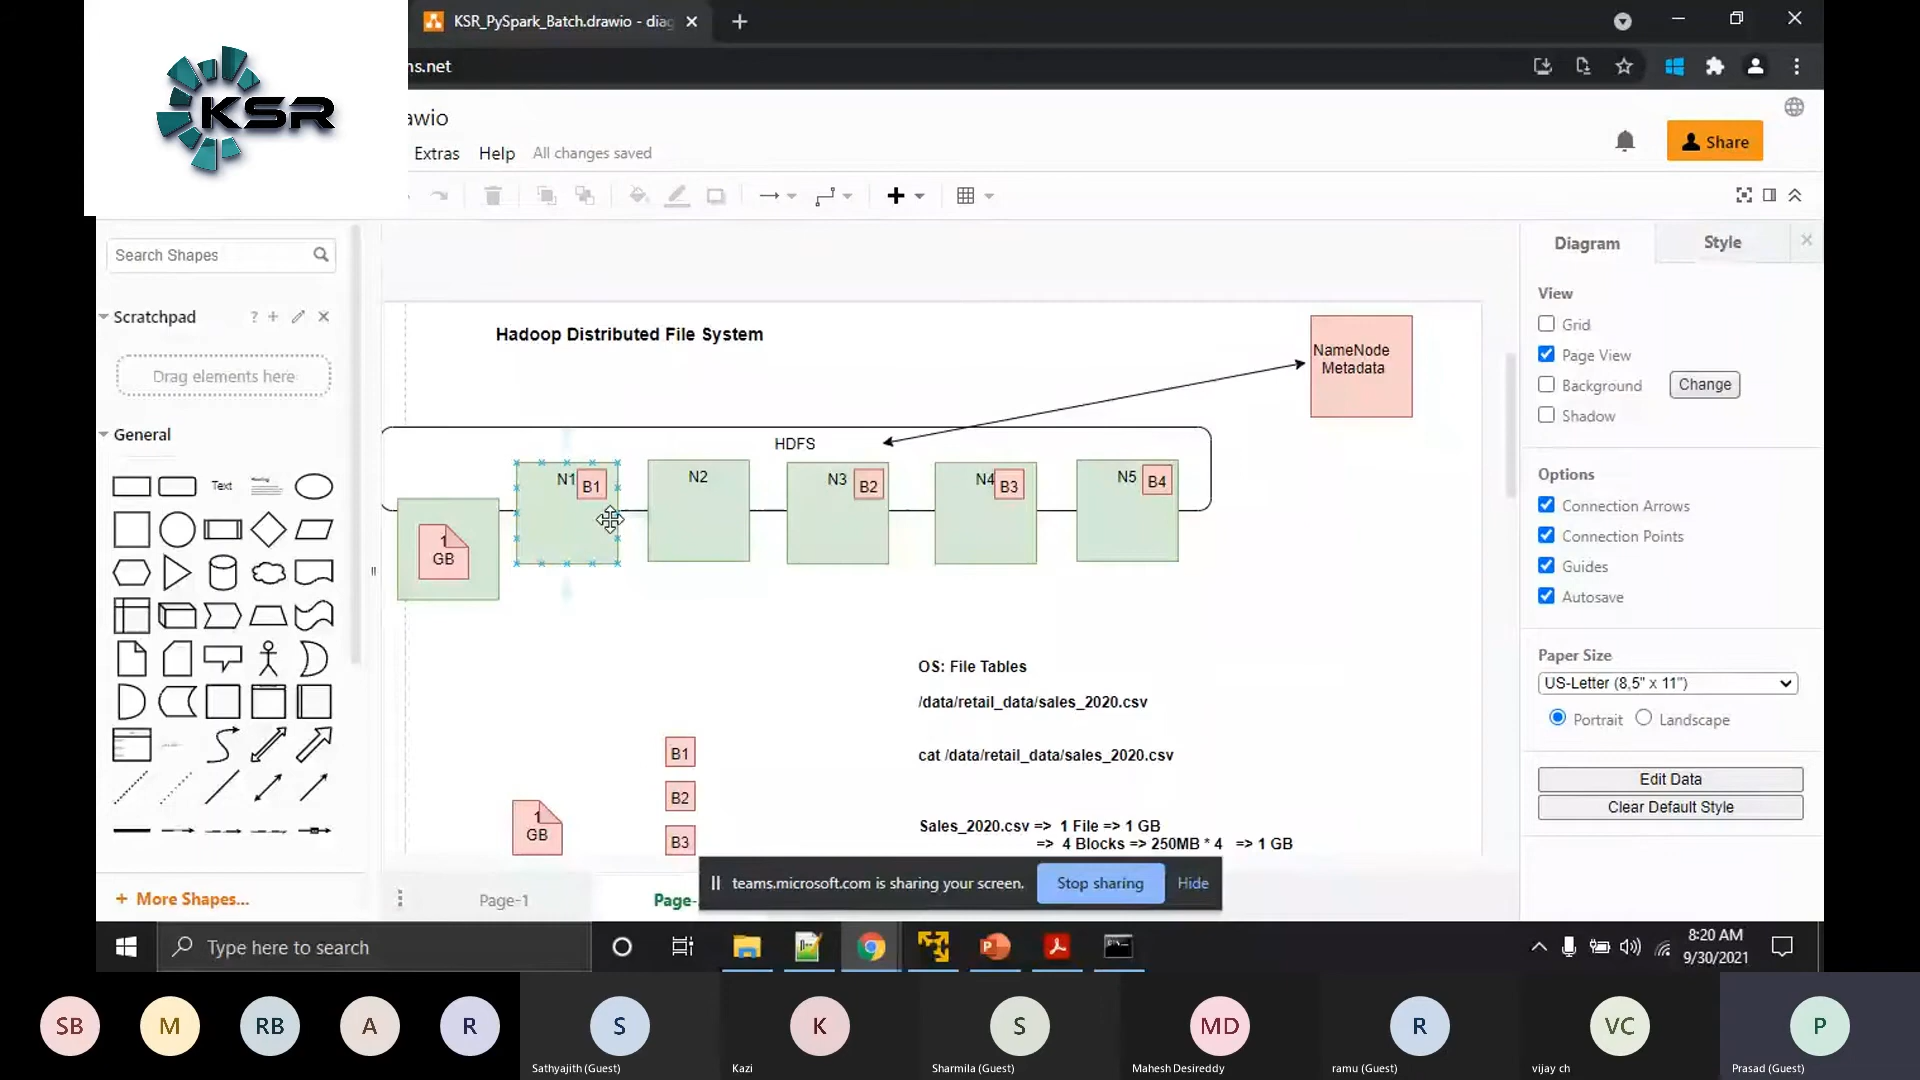 KSR
KSR_PySpark_Batch.drawio - diag
ns.net
awio
Extras Help All changes saved
Share
Search Shapes
Scratchpad
Drag elements here
General
Text
More Shapes...
Hadoop Distributed File System
NameNode
Metadata
HDFS
N1 B1
N2
N3 B2
N4 B3
N5 B4
1
GB
OS: File Tables
/data/retail_data/sales_2020.csv
cat /data/retail_data/sales_2020.csv
B1
B2
B3
1
GB
Sales_2020.csv => 1 File => 1 GB
=> 4 Blocks => 250MB * 4 => 1 GB
Diagram Style
View
Grid
Page View
Background Change
Shadow
Options
Connection Arrows
Connection Points
Guides
Autosave
Paper Size
US-Letter (8,5" x 11")
Portrait Landscape
Edit Data
Clear Default Style
Page-1
Page-
teams.microsoft.com is sharing your screen. Stop sharing Hide
Type here to search
8:20 AM
9/30/2021
SB M RB A R S K S MD R VC P
Sathyajith (Guest) Kazi Sharmila (Guest) Mahesh Desireddy ramu (Guest) vijay ch Prasad (Guest)